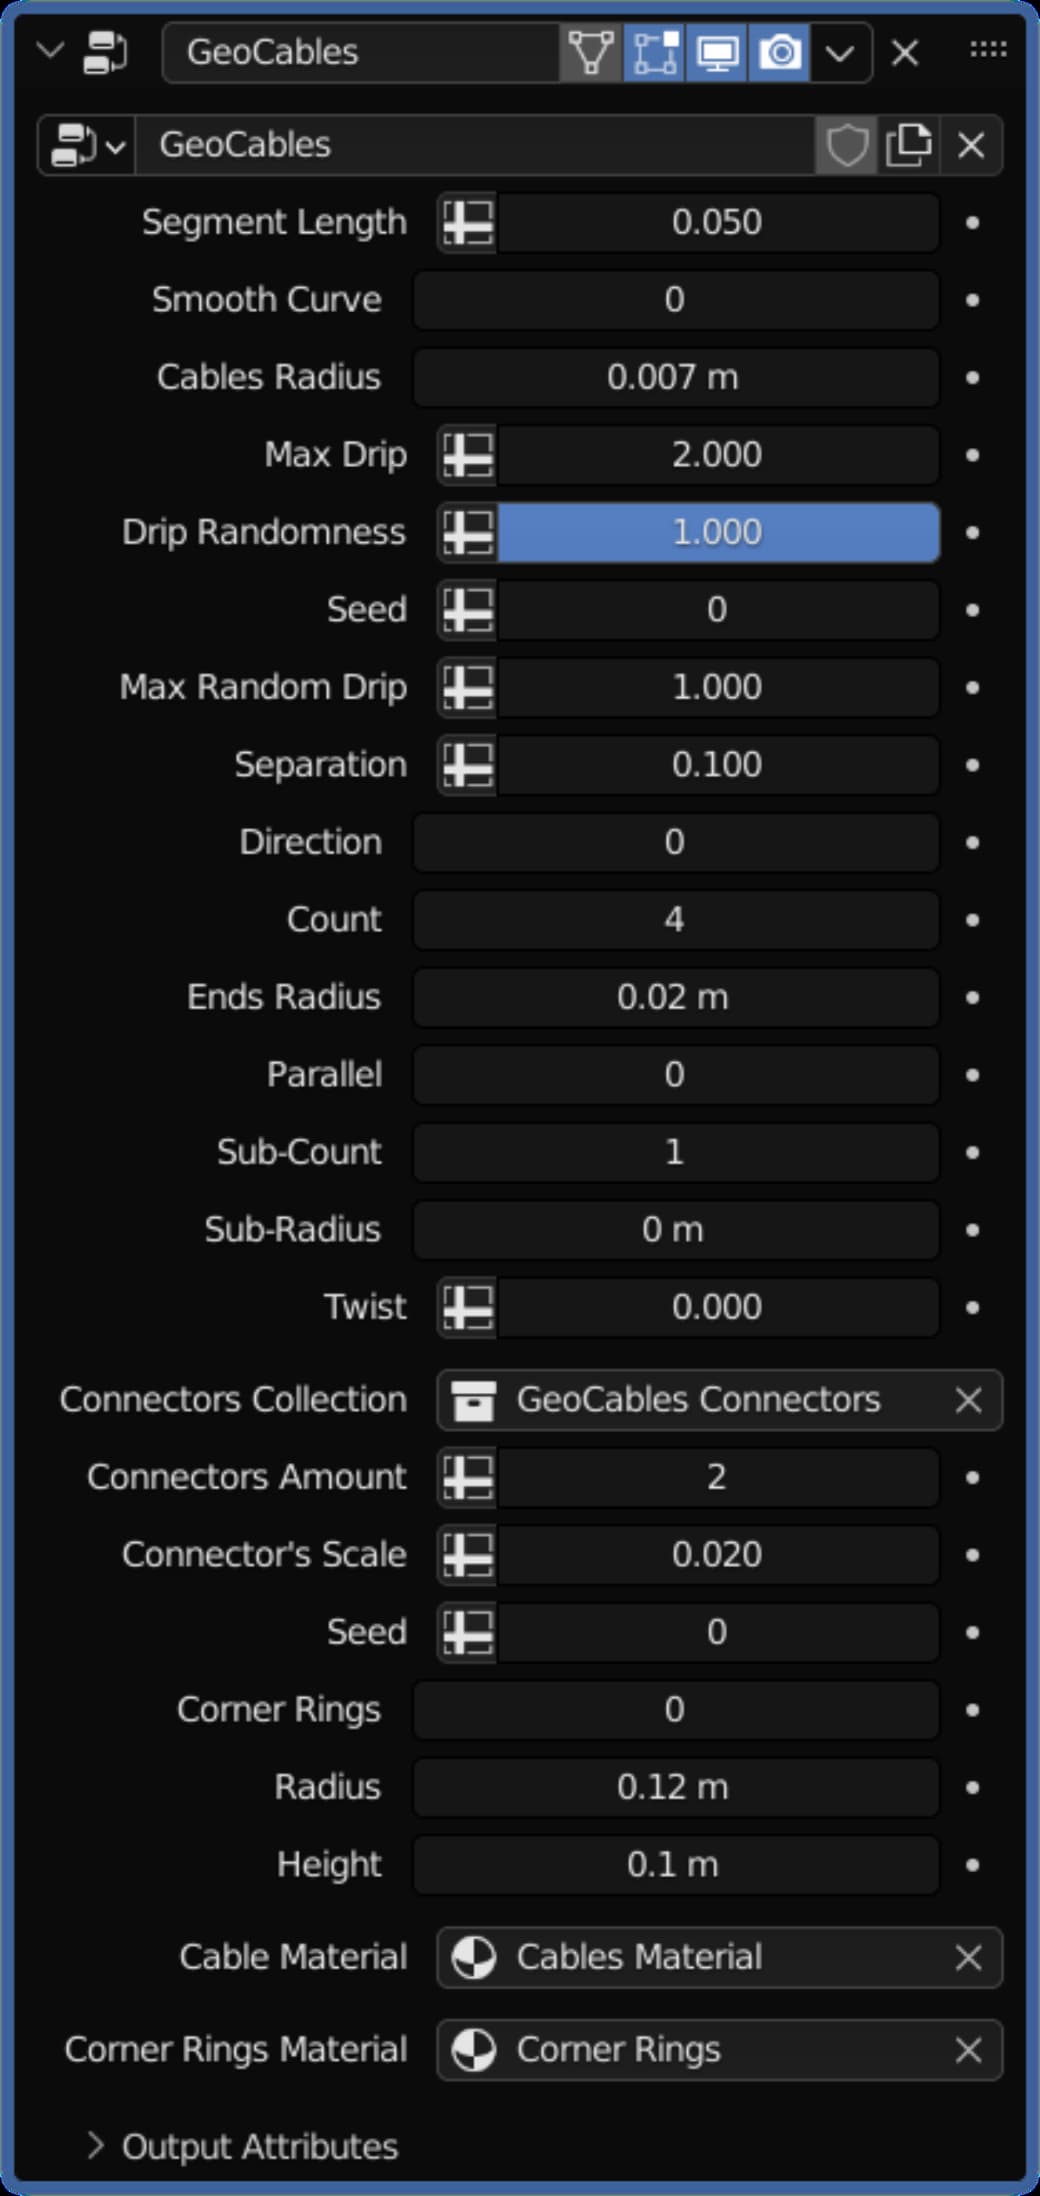 GeoCables
GeoCables
Segment Length 0.050
Smooth Curve 0
Cables Radius 0.007 m
Max Drip 2.000
Drip Randomness 1.000
Seed 0
Max Random Drip 1.000
Separation 0.100
Direction 0
Count 4
Ends Radius 0.02 m
Parallel 0
Sub-Count 1
Sub-Radius 0 m
Twist 0.000
Connectors Collection GeoCables Connectors
Connectors Amount 2
Connector's Scale 0.020
Seed 0
Corner Rings 0
Radius 0.12 m
Height 0.1 m
Cable Material Cables Material
Corner Rings Material Corner Rings
Output Attributes